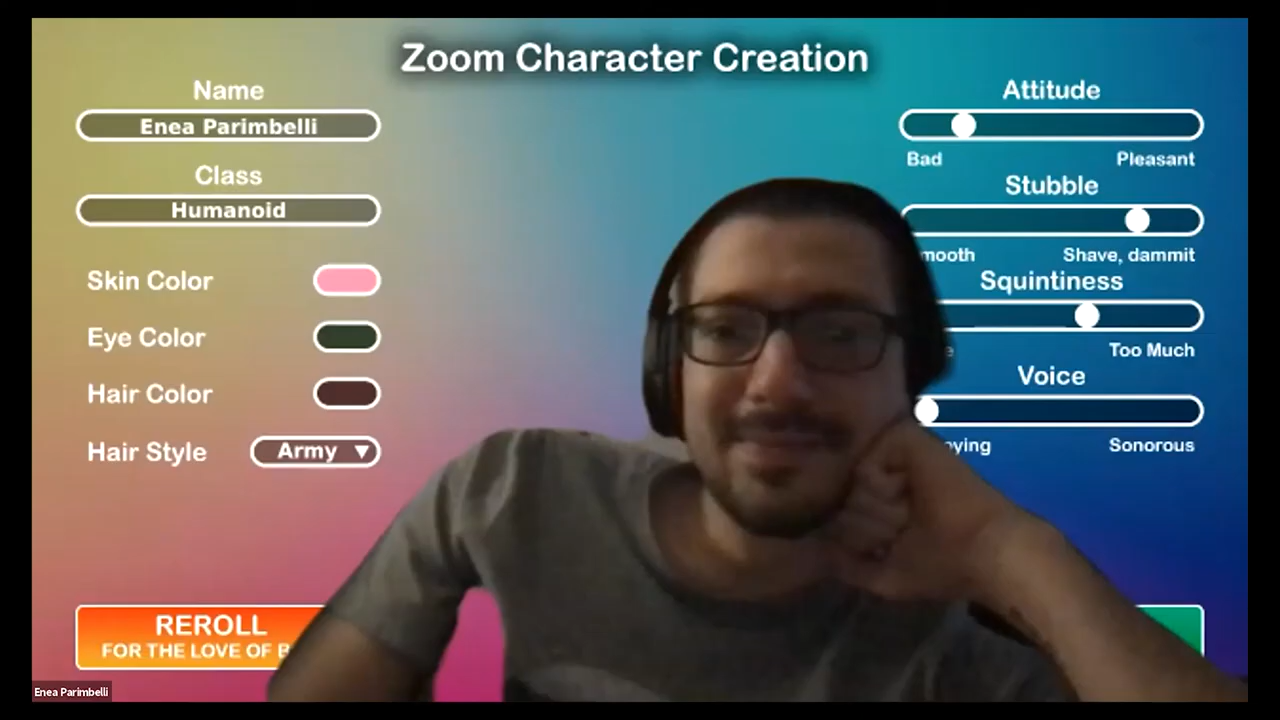 Zoom Character Creation
Name
Enea Parimbelli
Class
Humanoid
Skin Color
Eye Color
Hair Color
Hair Style
Army
REROLL
FOR THE LOVE OF
Attitude
Bad
Pleasant
Stubble
Shave, dammit
Squintiness
Too Much
Voice
Sonorous
Enea Parimbelli